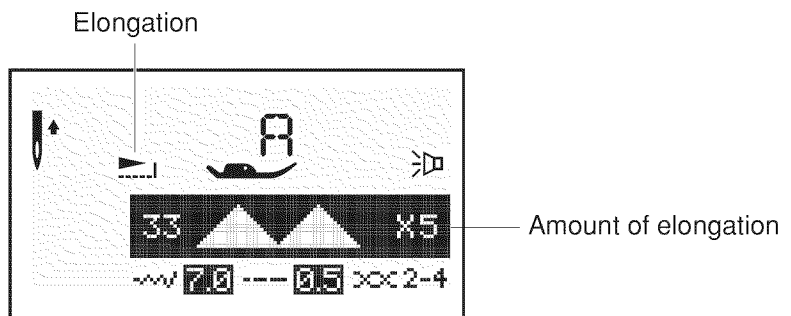 Elongation
A
33 X5
Amount of elongation
7.0 0.5 2-4